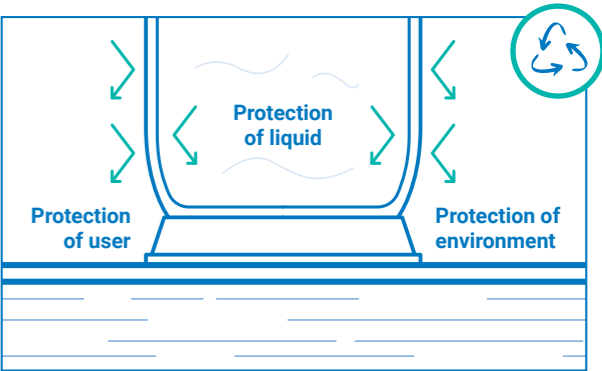 Protection
of liquid
Protection
of user
Protection of
environment